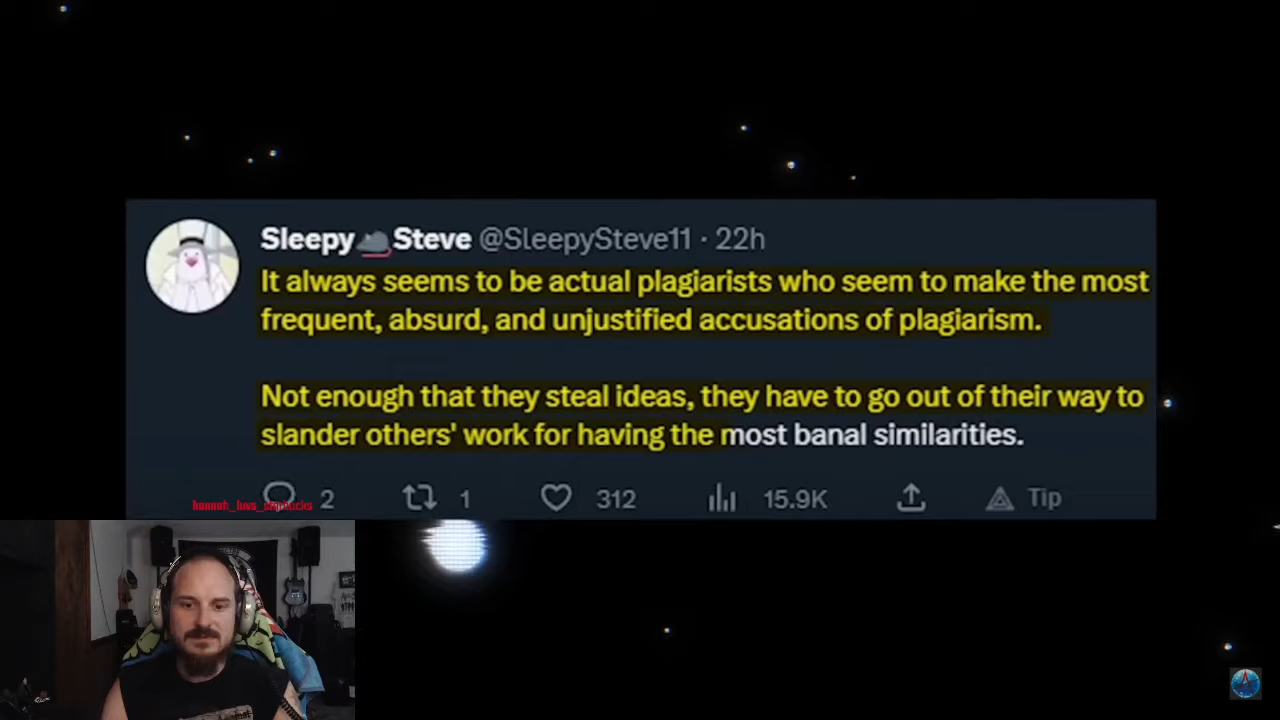 Sleepy Steve @SleepySteve11 · 22h
It always seems to be actual plagiarists who seem to make the most
frequent, absurd, and unjustified accusations of plagiarism.
Not enough that they steal ideas, they have to go out of their way to
slander others' work for having the most banal similarities.
2 1 312 15.9K Tip